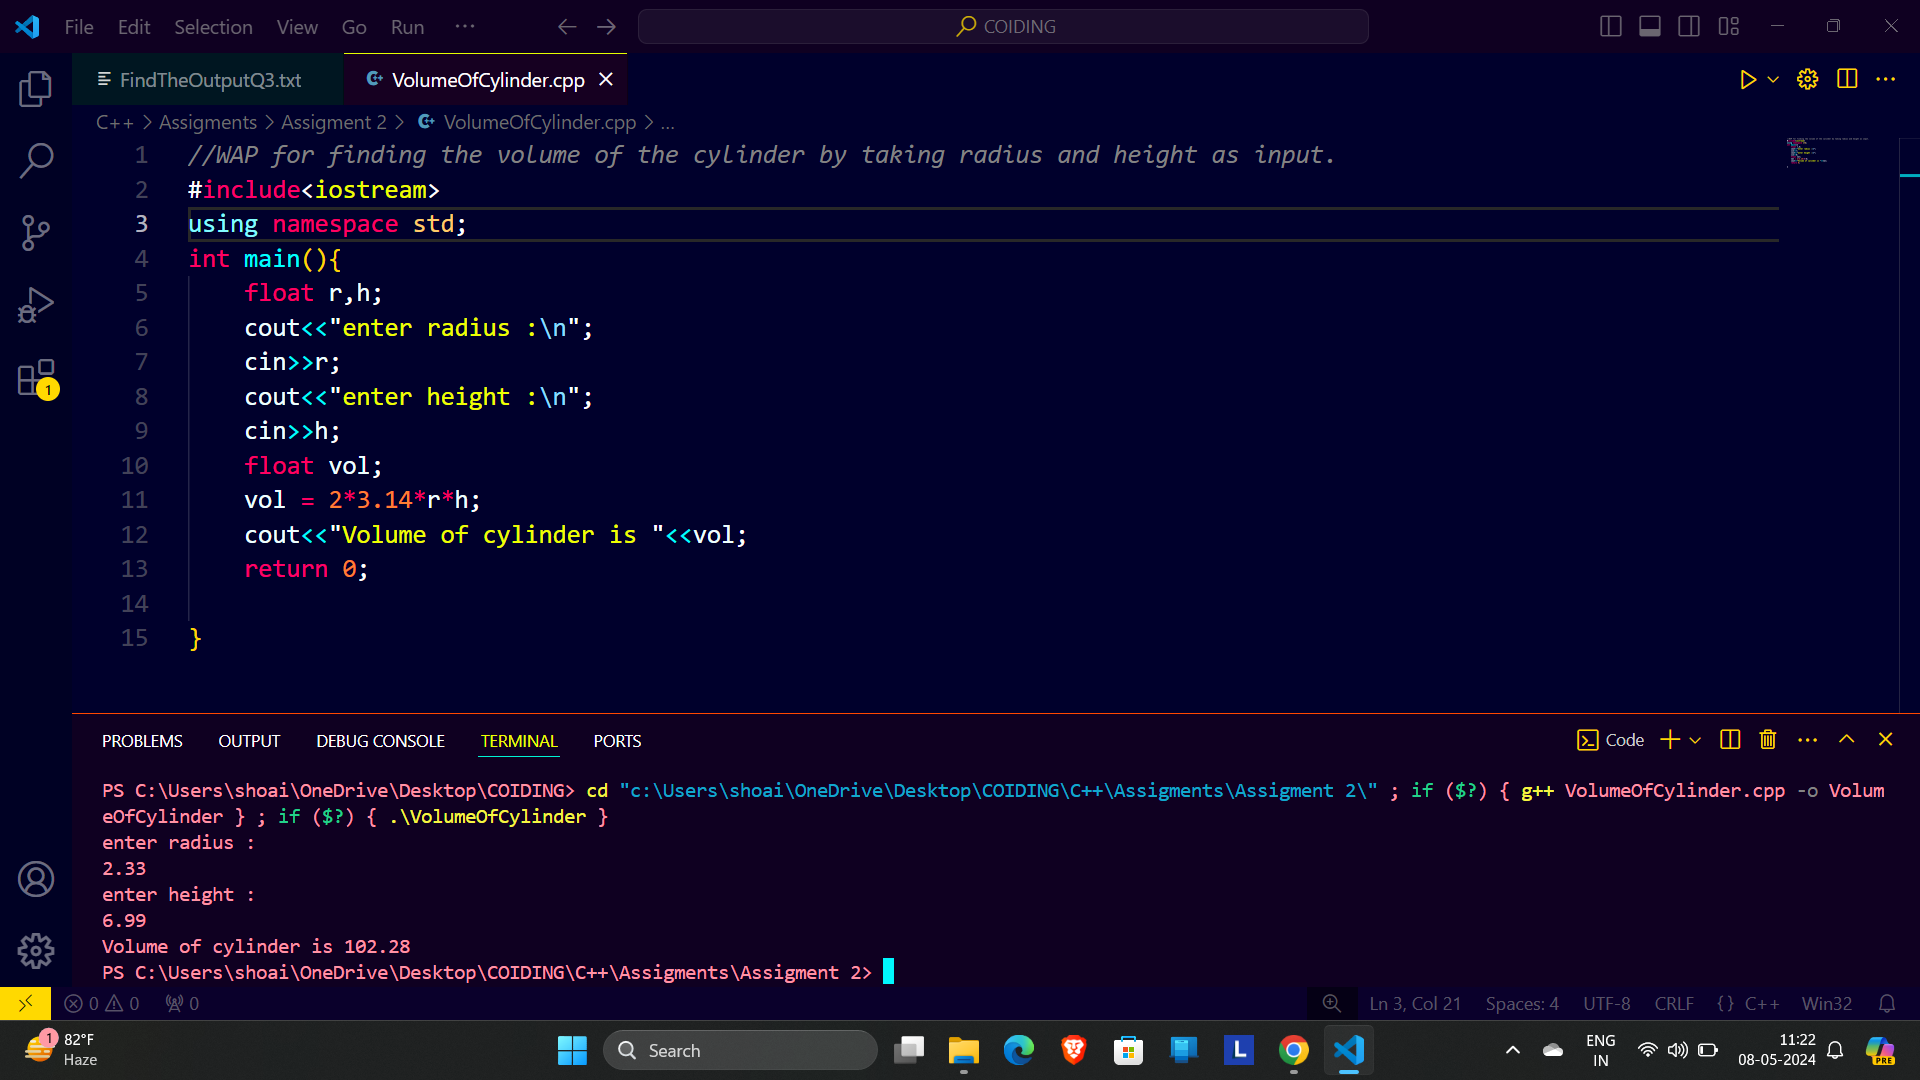 File Edit Selection View Go Run ··· COIDING
FindTheOutputQ3.txt VolumeOfCylinder.cpp
C++ > Assigments > Assigment 2 > VolumeOfCylinder.cpp > ...
1 //WAP for finding the volume of the cylinder by taking radius and height as input.
2 #include<iostream>
3 using namespace std;
4 int main(){
5 float r,h;
6 cout<<"enter radius :\n";
7 cin>>r;
8 cout<<"enter height :\n";
9 cin>>h;
10 float vol;
11 vol = 2*3.14*r*h;
12 cout<<"Volume of cylinder is "<<vol;
13 return 0;
14
15 }
1
PROBLEMS OUTPUT DEBUG CONSOLE TERMINAL PORTS Code
PS C:\Users\shoai\OneDrive\Desktop\COIDING> cd "c:\Users\shoai\OneDrive\Desktop\COIDING\C++\Assigments\Assigment 2\" ; if ($?) { g++ VolumeOfCylinder.cpp -o Volum
eOfCylinder } ; if ($?) { .\VolumeOfCylinder }
enter radius :
2.33
enter height :
6.99
Volume of cylinder is 102.28
PS C:\Users\shoai\OneDrive\Desktop\COIDING\C++\Assigments\Assigment 2>
0 0 0 Ln 3, Col 21 Spaces: 4 UTF-8 CRLF {} C++ Win32
1 82°F
Haze
Search
L
ENG
IN
11:22
08-05-2024
PRE